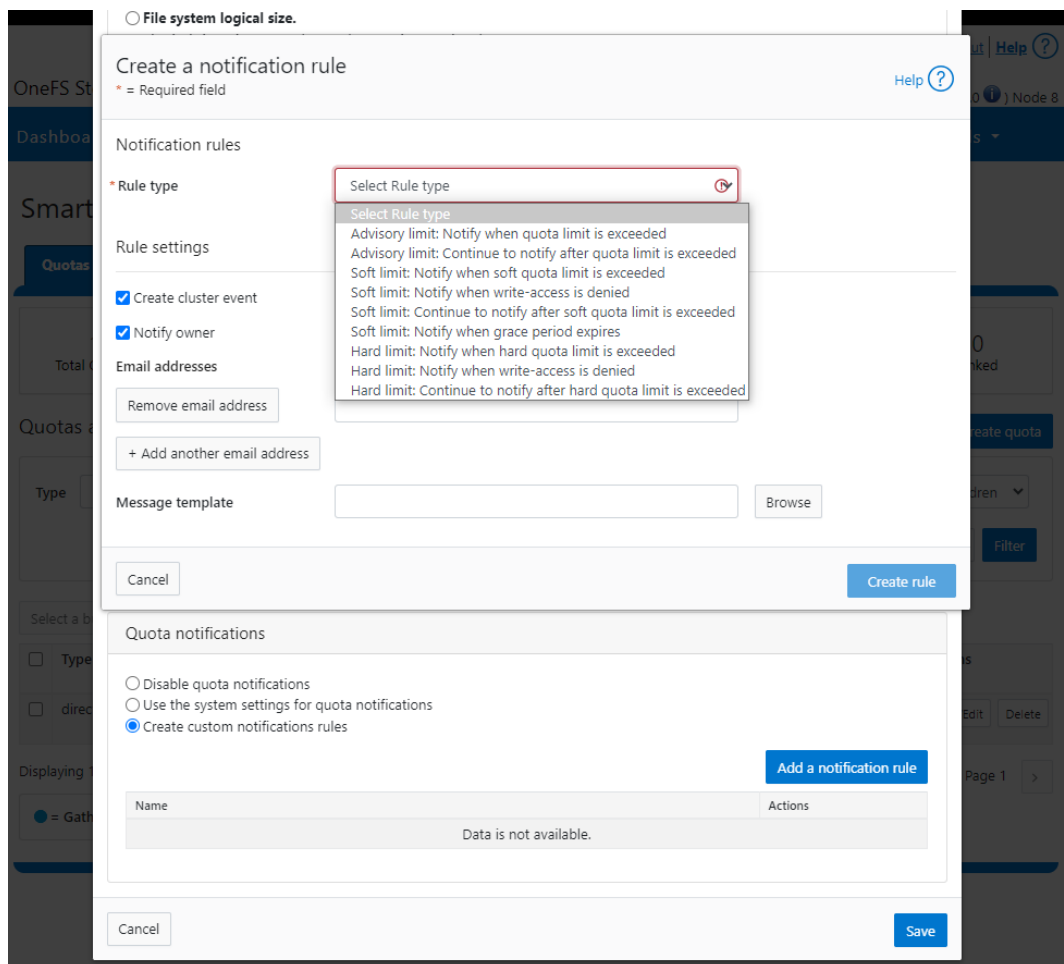 File system logical size.
ut | Help ?
Create a notification rule
* = Required field
Help ?
OneFS St
.0 i ) Node 8
Dashboa
s
Notification rules
* Rule type
Select Rule type
Select Rule type
Advisory limit: Notify when quota limit is exceeded
Advisory limit: Continue to notify after quota limit is exceeded
Soft limit: Notify when soft quota limit is exceeded
Soft limit: Notify when write-access is denied
Soft limit: Continue to notify after soft quota limit is exceeded
Soft limit: Notify when grace period expires
Hard limit: Notify when hard quota limit is exceeded
Hard limit: Notify when write-access is denied
Hard limit: Continue to notify after hard quota limit is exceeded
Smart
Rule settings
Quotas
Create cluster event
Notify owner
Total
0
nked
Email addresses
Remove email address
Quotas a
reate quota
+ Add another email address
Type
dren
Message template
Browse
Filter
Cancel
Create rule
Select a b
Quota notifications
Type
ns
Disable quota notifications
Use the system settings for quota notifications
Create custom notifications rules
direc
Edit Delete
Add a notification rule
Displaying 1
Page 1 >
Name Actions
Data is not available.
= Gath
Cancel
Save